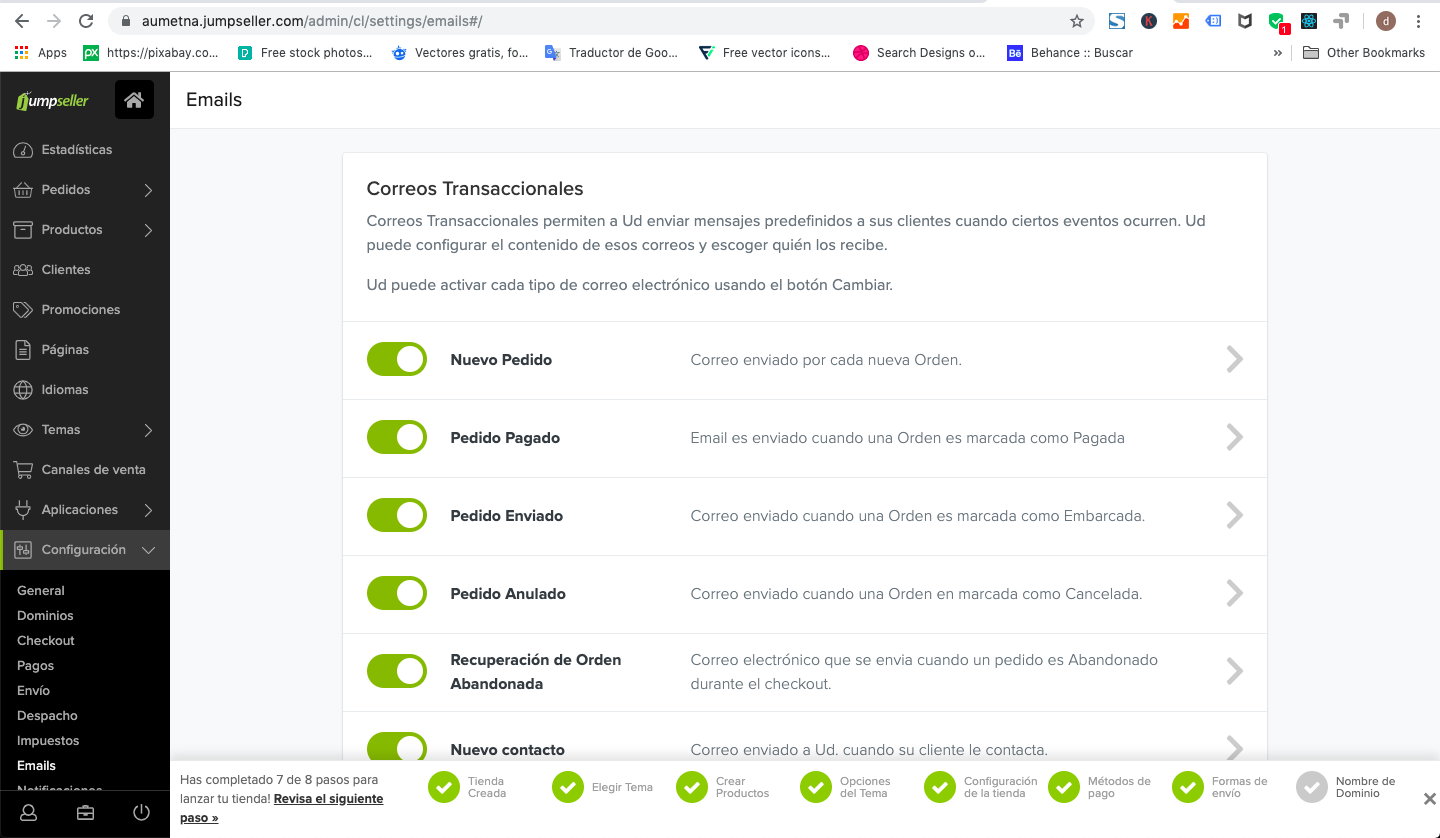 aumetna.jumpseller.com/admin/cl/settings/emails#/
Apps
https://pixabay.co...
Free stock photos...
Vectores gratis, fo...
Traductor de Goo...
Free vector icons...
Search Designs o...
Behance :: Buscar
»
Other Bookmarks
jumpseller
Emails
Estadísticas
Pedidos
Productos
Clientes
Promociones
Páginas
Idiomas
Temas
Canales de venta
Aplicaciones
Configuración
General
Dominios
Checkout
Pagos
Envío
Despacho
Impuestos
Emails
Notificaciones
Correos Transaccionales
Correos Transaccionales permiten a Ud enviar mensajes predefinidos a sus clientes cuando ciertos eventos ocurren. Ud
puede configurar el contenido de esos correos y escoger quién los recibe.
Ud puede activar cada tipo de correo electrónico usando el botón Cambiar.
Nuevo Pedido
Correo enviado por cada nueva Orden.
Pedido Pagado
Email es enviado cuando una Orden es marcada como Pagada
Pedido Enviado
Correo enviado cuando una Orden es marcada como Embarcada.
Pedido Anulado
Correo enviado cuando una Orden en marcada como Cancelada.
Recuperación de Orden
Abandonada
Correo electrónico que se envia cuando un pedido es Abandonado
durante el checkout.
Nuevo contacto
Correo enviado a Ud. cuando su cliente le contacta.
Has completado 7 de 8 pasos para
lanzar tu tienda! Revisa el siguiente
paso »
Tienda
Creada
Elegir Tema
Crear
Productos
Opciones
del Tema
Configuración
de la tienda
Métodos de
pago
Formas de
envío
Nombre de
Dominio